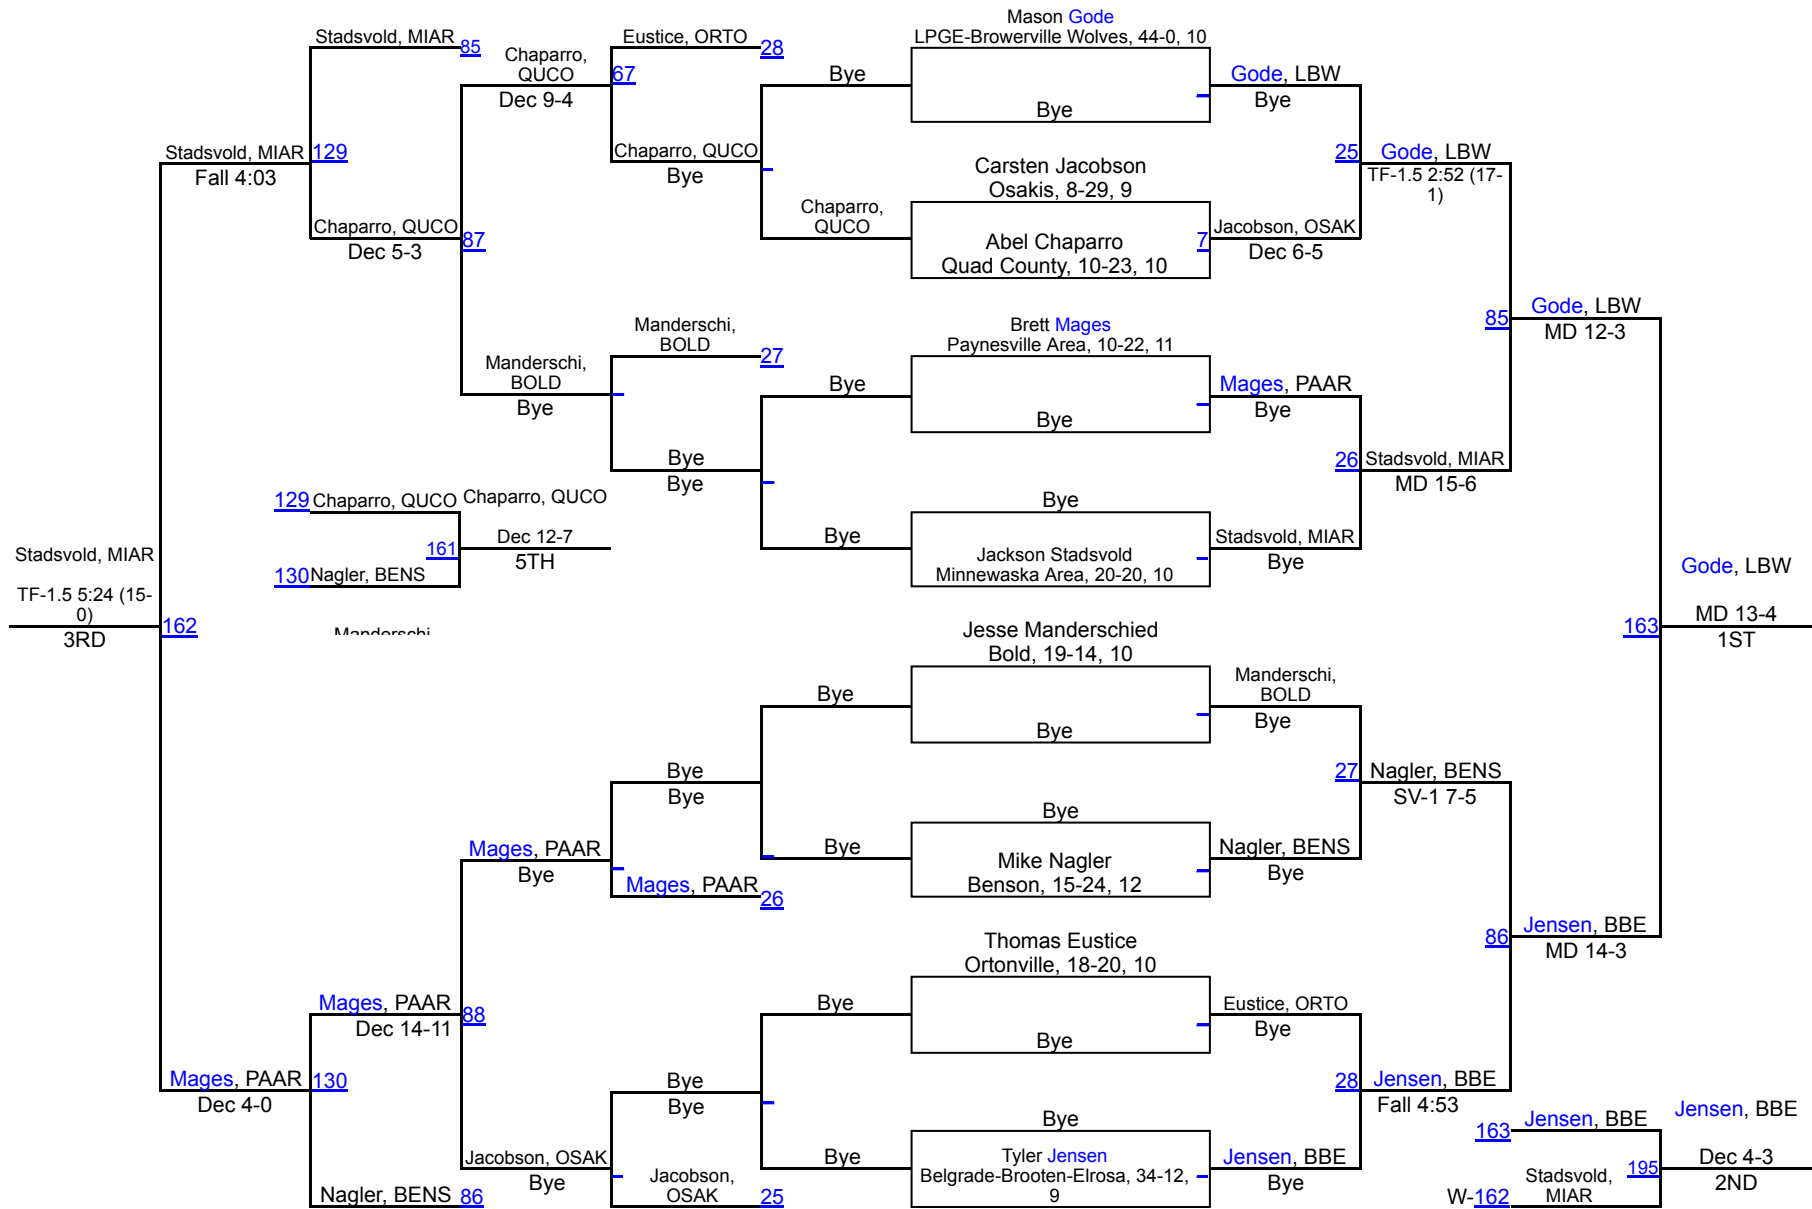 Mason Gode
LPGE-Browerville Wolves, 44-0, 10
Stadsvold, MIAR
85
Eustice, ORTO
28
Chaparro,
QUCO
67
Dec 9-4
Bye
Gode, LBW
Bye
Bye
Stadsvold, MIAR
129
Fall 4:03
Chaparro, QUCO
Bye
Carsten Jacobson
Osakis, 8-29, 9
25
Gode, LBW
TF-1.5 2:52 (17-
1)
Chaparro, QUCO
87
Dec 5-3
Chaparro,
QUCO
Abel Chaparro
Quad County, 10-23, 10
7
Jacobson, OSAK
Dec 6-5
85
Gode, LBW
MD 12-3
Manderschi,
BOLD
27
Brett Mages
Paynesville Area, 10-22, 11
Manderschi,
BOLD
Bye
Bye
Bye
Mages, PAAR
Bye
Bye
Bye
26
Stadsvold, MIAR
MD 15-6
129
Chaparro, QUCO
Chaparro, QUCO
161
Dec 12-7
5TH
130
Nagler, BENS
Bye
Bye
Jackson Stadsvold
Minnewaska Area, 20-20, 10
Stadsvold, MIAR
Bye
Stadsvold, MIAR
TF-1.5 5:24 (15-
0)
3RD
162
Gode, LBW
163
MD 13-4
1ST
Jesse Manderschied
Bold, 19-14, 10
Bye
Bye
Manderschi,
BOLD
Bye
Bye
Bye
27
Nagler, BENS
SV-1 7-5
Mages, PAAR
Bye
Mages, PAAR
26
Bye
Bye
Mike Nagler
Benson, 15-24, 12
Nagler, BENS
Bye
86
Jensen, BBE
MD 14-3
Thomas Eustice
Ortonville, 18-20, 10
Mages, PAAR
88
Dec 14-11
Bye
Bye
Eustice, ORTO
Bye
Mages, PAAR
130
Dec 4-0
Bye
Bye
28
Jensen, BBE
Fall 4:53
Jacobson, OSAK
Bye
Jacobson,
OSAK
25
Nagler, BENS
86
Bye
Bye
Tyler Jensen
Belgrade-Brooten-Elrosa, 34-12,
9
Jensen, BBE
Bye
163
Jensen, BBE
Jensen, BBE
195
Dec 4-3
2ND
W-162
Stadsvold,
MIAR